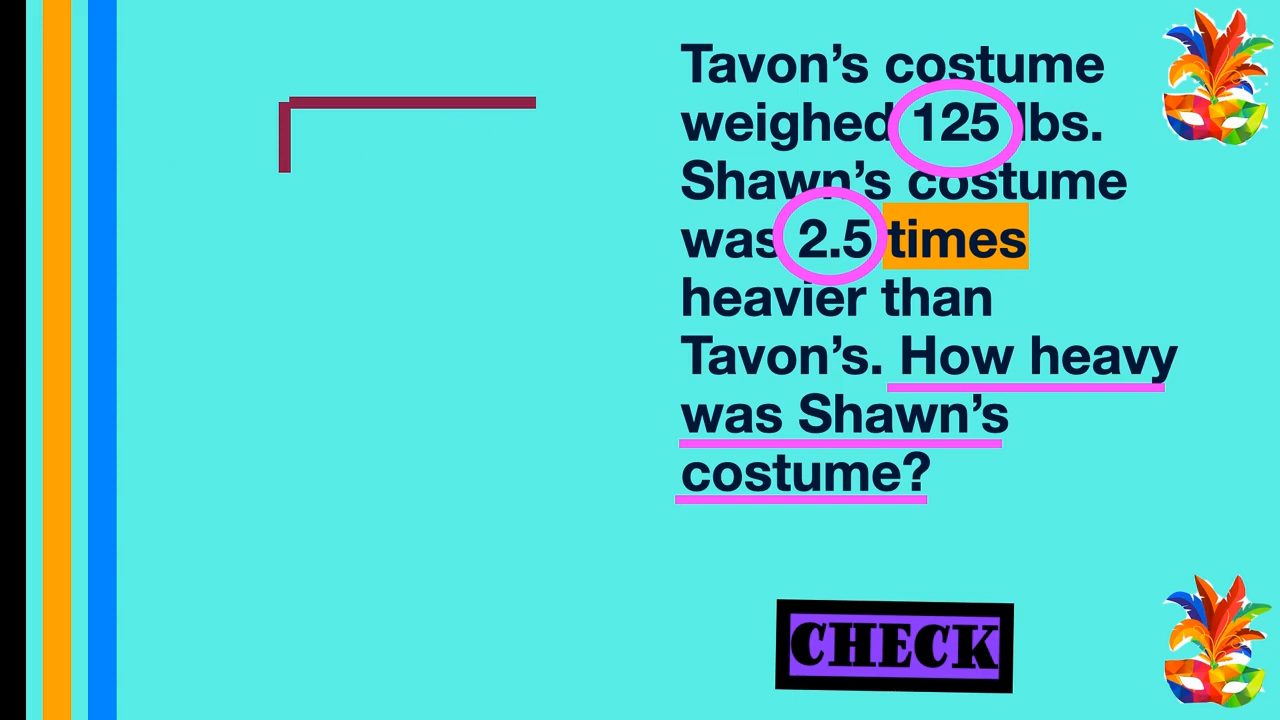 Tavon’s costume
weighed 125 lbs.
Shawn’s costume
was 2.5 times
heavier than
Tavon’s. How heavy
was Shawn’s
costume?
CHECK